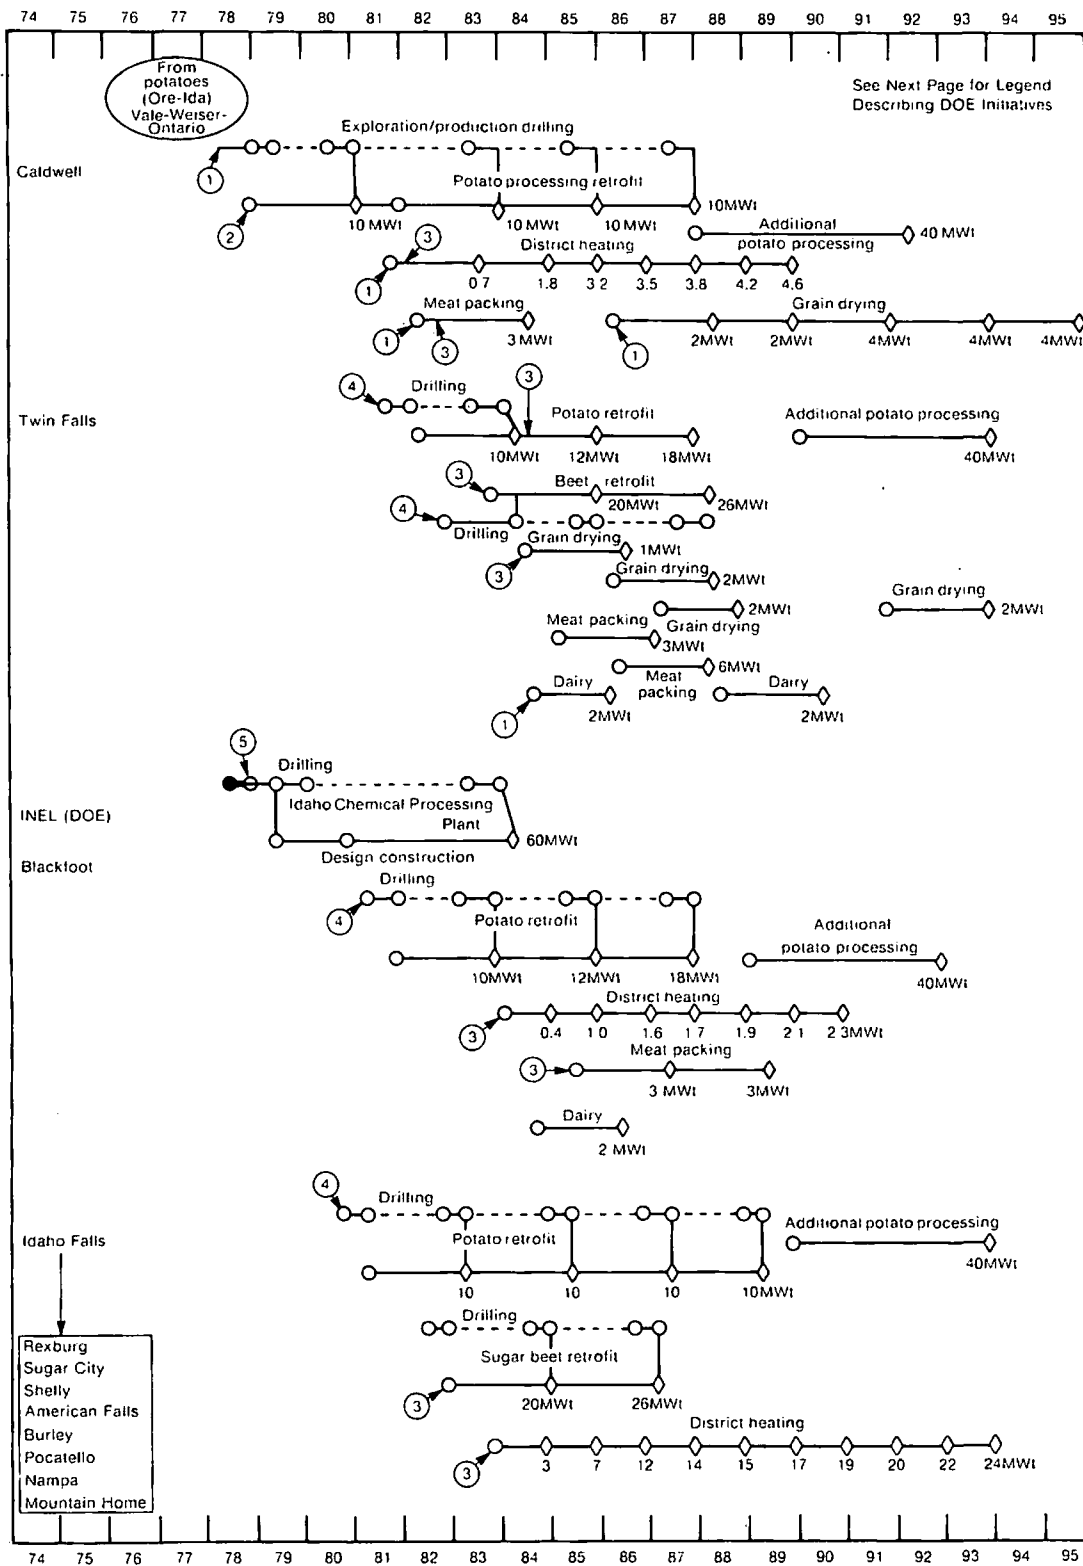 74 75 76 77 78 79 80 81 82 83 84 85 86 87 88 89 90 91 92 93 94 95
From
potatoes
(Ore-Ida)
Vale-Weiser-
Ontario
See Next Page for Legend
Describing DOE Initiatives
Exploration/production drilling
Caldwell
1
Potato processing retrofit
2
10 MWt
10 MWt
10 MWt
10MWt
Additional
potato processing
40 MWt
3
District heating
1
0.7 1.8 3.2 3.5 3.8 4.2 4.6
Meat packing
Grain drying
1
3
3 MWt
1
2MWt 2MWt 4MWt 4MWt 4MWt
3
4
Drilling
Twin Falls
Potato retrofit
Additional potato processing
10MWt 12MWt 18MWt
40MWt
3
Beet retrofit
20MWt 26MWt
4
Drilling
Grain drying
1MWt
3
Grain drying
2MWt
Grain drying
2MWt
2MWt
Meat packing
Grain drying
3MWt
6MWt
Meat
packing
Dairy
Dairy
1
2MWt
2MWt
5
Drilling
Idaho Chemical Processing
Plant
INEL (DOE)
60MWt
Design construction
Blackfoot
Drilling
4
Potato retrofit
Additional
potato processing
10MWt 12MWt 18MWt
40MWt
District heating
3
0.4 1.0 1.6 1.7 1.9 2.1 2.3MWt
Meat packing
3
3 MWt 3MWt
Dairy
2 MWt
4
Drilling
Idaho Falls
Potato retrofit
Additional potato processing
40MWt
10 10 10 10MWt
Drilling
Rexburg
Sugar City
Shelly
American Falls
Burley
Pocatello
Nampa
Mountain Home
Sugar beet retrofit
3
20MWt 26MWt
District heating
3
3 7 12 14 15 17 19 20 22 24MWt
74 75 76 77 78 79 80 81 82 83 84 85 86 87 88 89 90 91 92 93 94 95